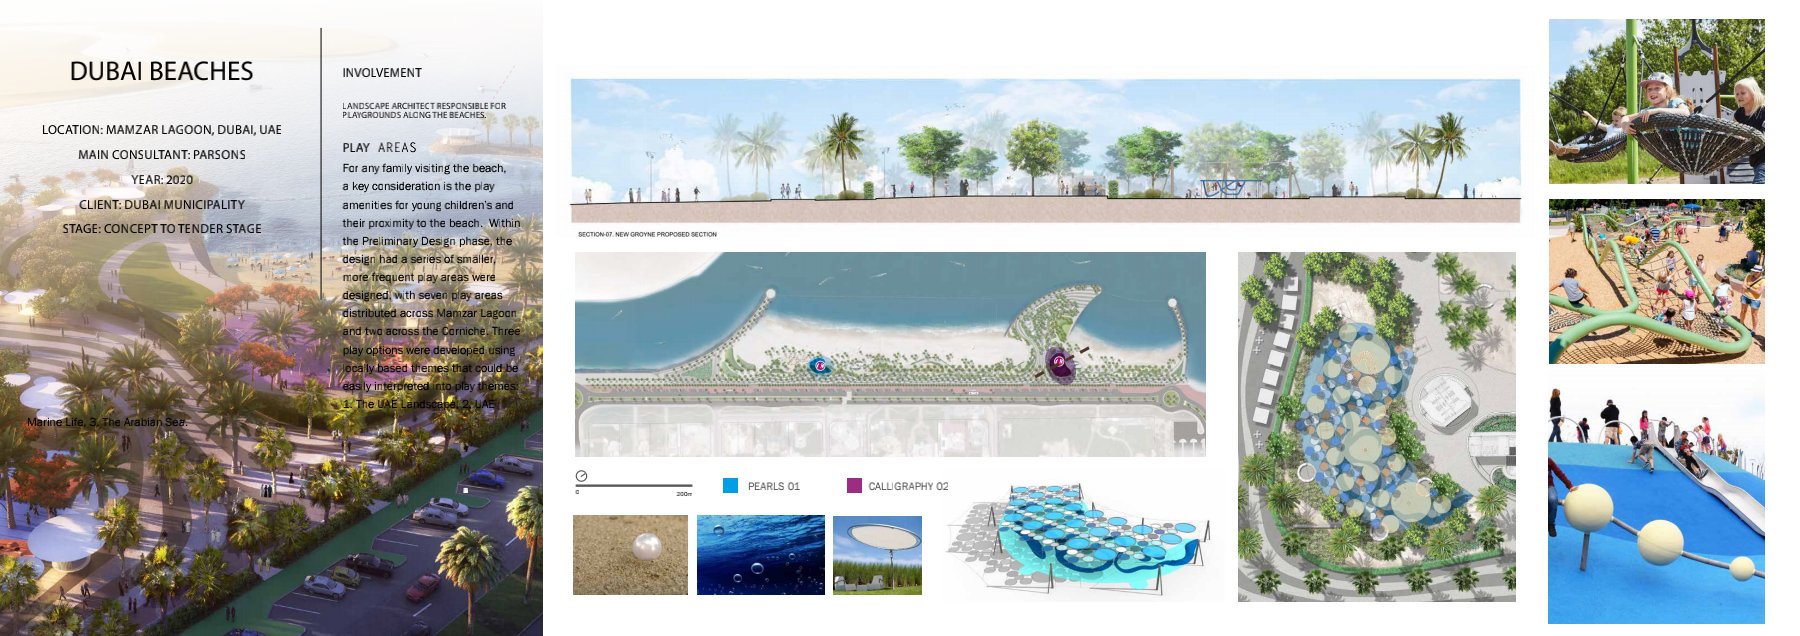 DUBAI BEACHES
LOCATION: MAMZAR LAGOON, DUBAI, UAE
MAIN CONSULTANT: PARSONS
YEAR: 2020
CLIENT: DUBAI MUNICIPALITY
STAGE: CONCEPT TO TENDER STAGE
INVOLVEMENT
LANDSCAPE ARCHITECT RESPONSIBLE FOR
PLAYGROUNDS ALONG THE BEACHES.
PLAY AREAS
For any family visiting the beach,
a key consideration is the play
amenities for young children's and
their proximity to the beach. Within
the Preliminary Design phase, the
design had a series of smaller,
more frequent play areas were
designed, with seven play areas
distributed across Mamzar Lagoon
and two across the Corniche. Three
play options were developed using
locally based themes that could be
easily interpreted into play themes:
1. The UAE Landscape, 2. UAE
Marine Life, 3. The Arabian Sea.
SECTION-07. NEW GROYNE PROPOSED SECTION
0
200m
PEARLS 01
CALLIGRAPHY 02